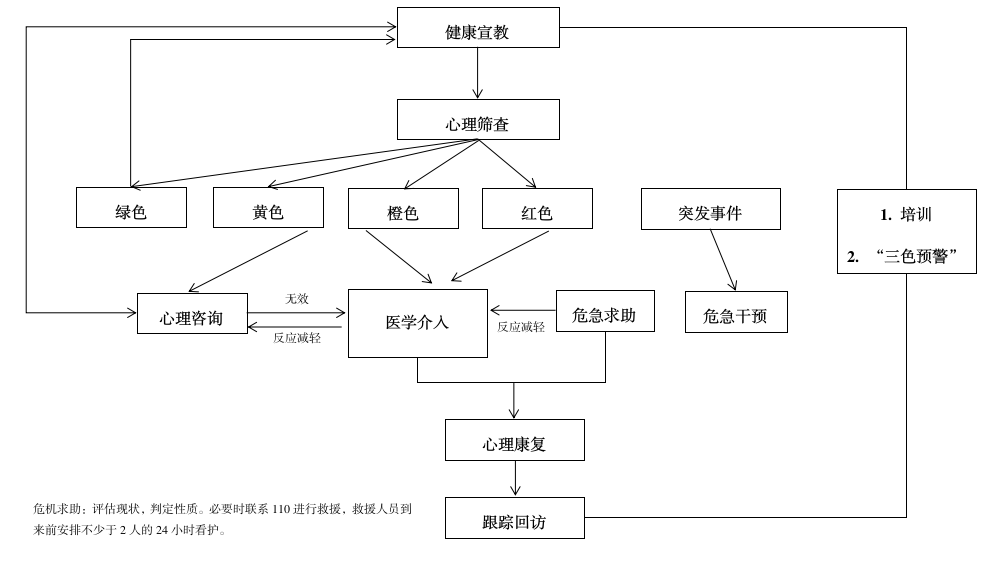 健康宣教
心理筛查
绿色
黄色
橙色
红色
突发事件
1. 培训
2. “三色预警”
心理咨询
无效
反应减轻
医学介入
反应减轻
危急求助
危急干预
心理康复
跟踪回访
危机求助：评估现状，判定性质。必要时联系 110 进行救援，救援人员到
来前安排不少于 2 人的 24 小时看护。